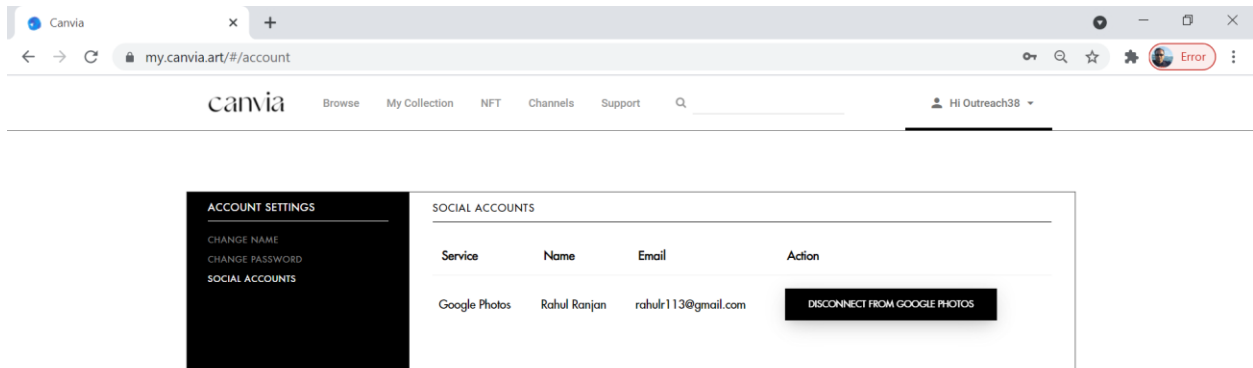 Canvia
my.canvia.art/#/account
Error
canvia Browse My Collection NFT Channels Support Hi Outreach38
ACCOUNT SETTINGS
CHANGE NAME
CHANGE PASSWORD
SOCIAL ACCOUNTS
SOCIAL ACCOUNTS
Service Name Email Action
Google Photos Rahul Ranjan rahulr113@gmail.com DISCONNECT FROM GOOGLE PHOTOS